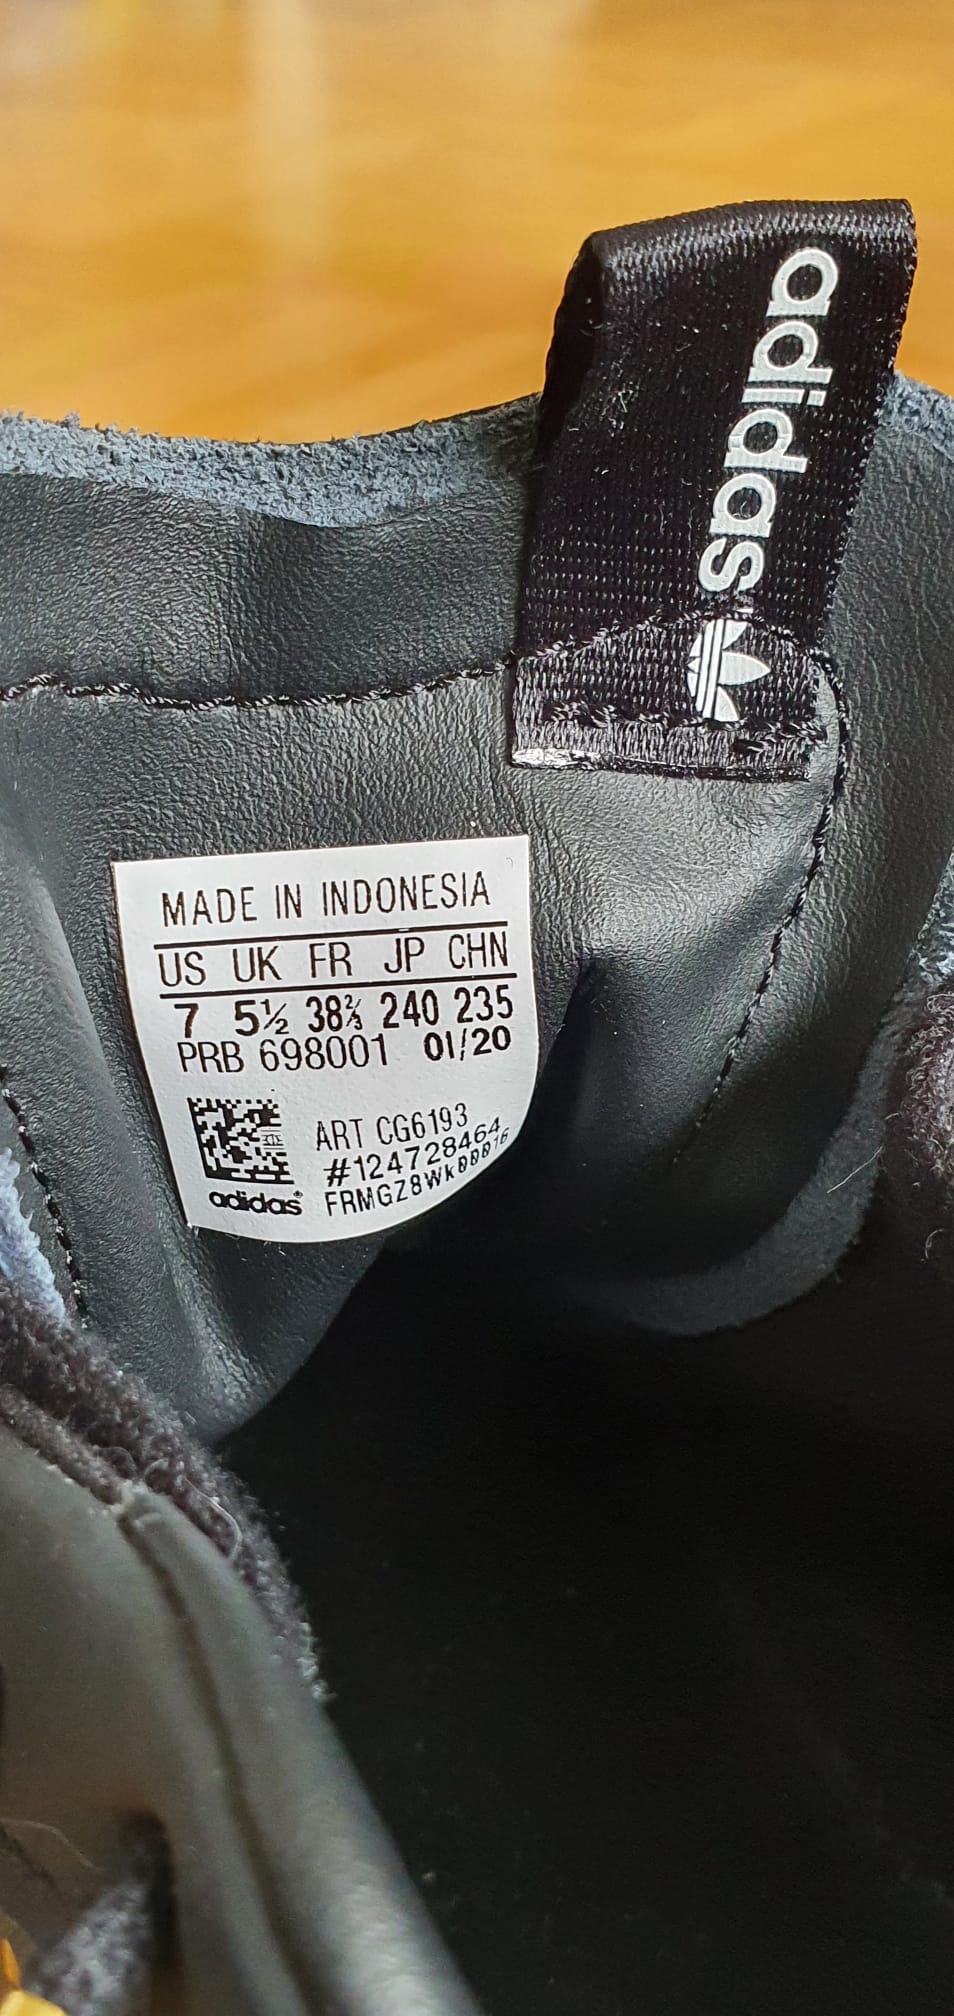 adidas
MADE IN INDONESIA
US UK FR JP CHN
7 5½ 38⅔ 240 235
PRB 698001 01/20
ART CG6193
#124728464
FRMGZ8Wk00016
adidas®